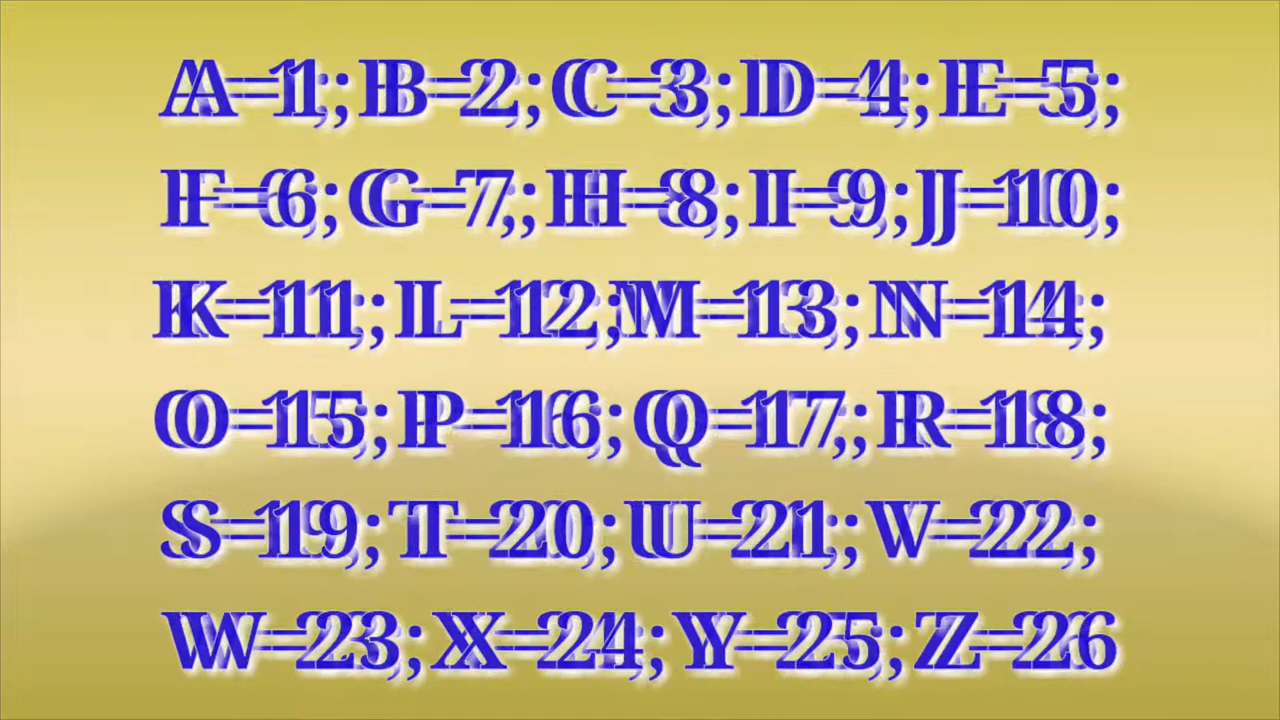 A=1; B=2; C=3; D=4; E=5;
F=6; G=7; H=8; I=9; J=10;
K=11; L=12; M=13; N=14;
O=15; P=16; Q=17; R=18;
S=19; T=20; U=21; V=22;
W=23; X=24; Y=25; Z=26